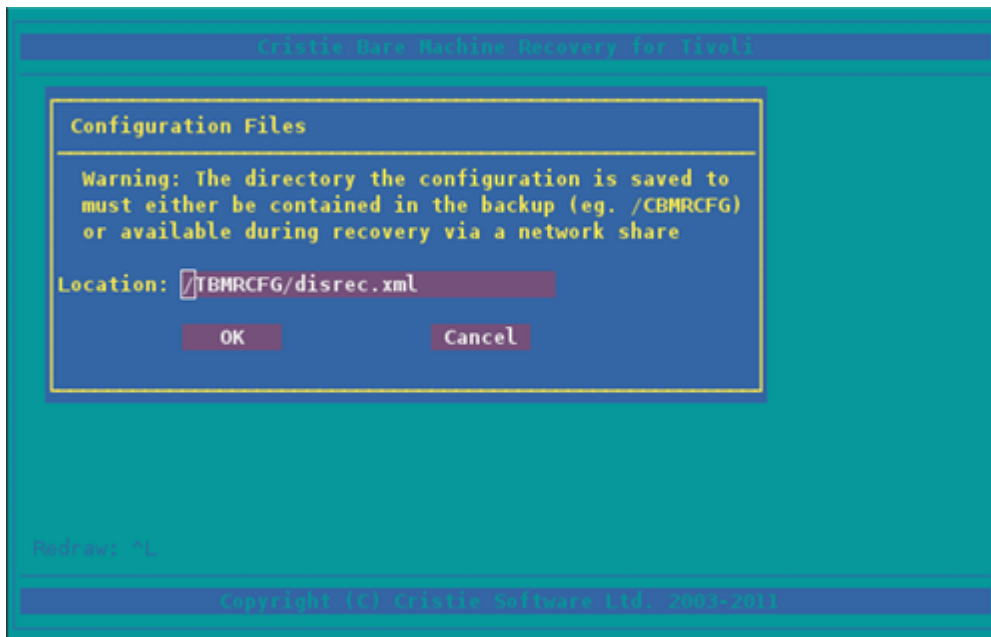 Cristie Bare Machine Recovery for Tivoli
Configuration Files
Warning: The directory the configuration is saved to
must either be contained in the backup (eg. /CBMRCFG)
or available during recovery via a network share
Location: /TBMRCFG/disrec.xml
OK Cancel
Redraw: ^L
Copyright (C) Cristie Software Ltd. 2003-2011